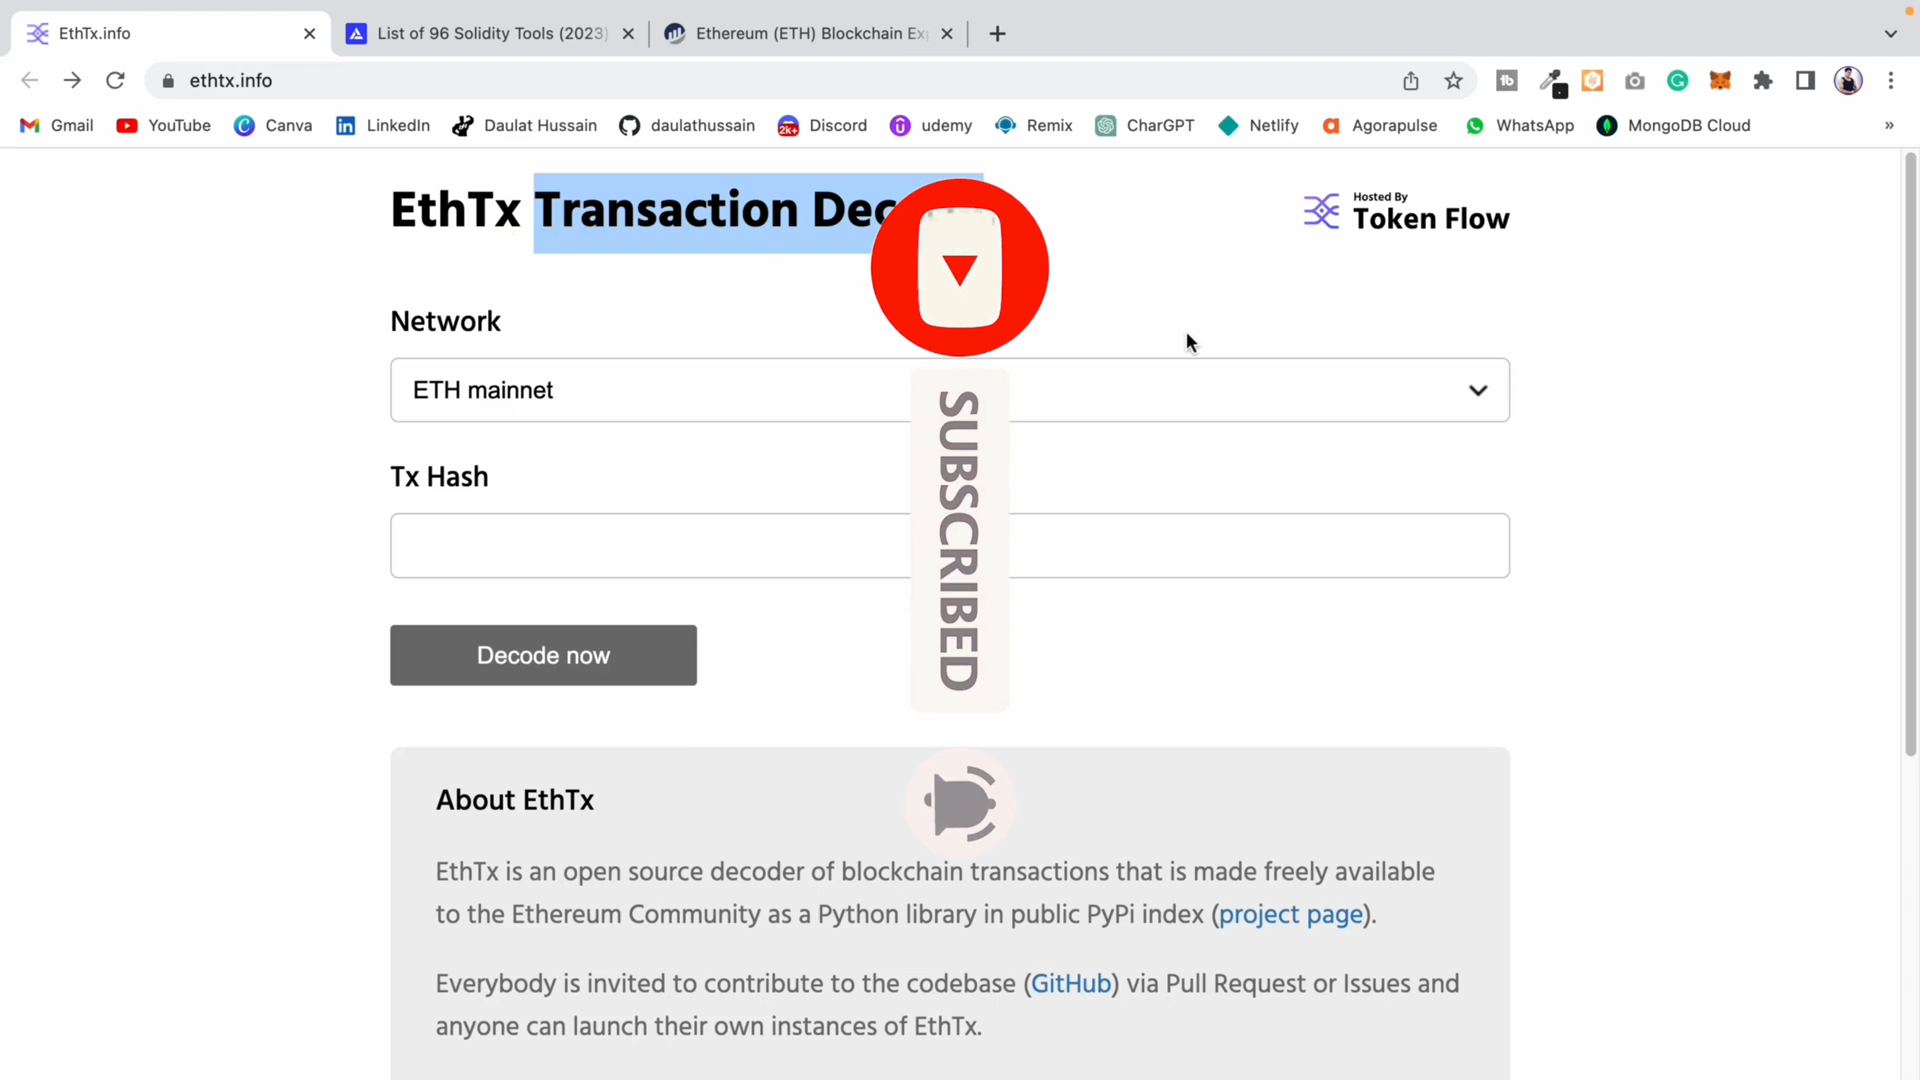 EthTx.info
List of 96 Solidity Tools (2023)
Ethereum (ETH) Blockchain Ex
ethtx.info
Gmail
YouTube
Canva
LinkedIn
Daulat Hussain
daulathussain
2k+
Discord
udemy
Remix
CharGPT
Netlify
Agorapulse
WhatsApp
MongoDB Cloud
»
EthTx Transaction Dec
Hosted By
Token Flow
Network
ETH mainnet
Tx Hash
Decode now
SUBSCRIBED
About EthTx
EthTx is an open source decoder of blockchain transactions that is made freely available
to the Ethereum Community as a Python library in public PyPi index (project page).
Everybody is invited to contribute to the codebase (GitHub) via Pull Request or Issues and
anyone can launch their own instances of EthTx.